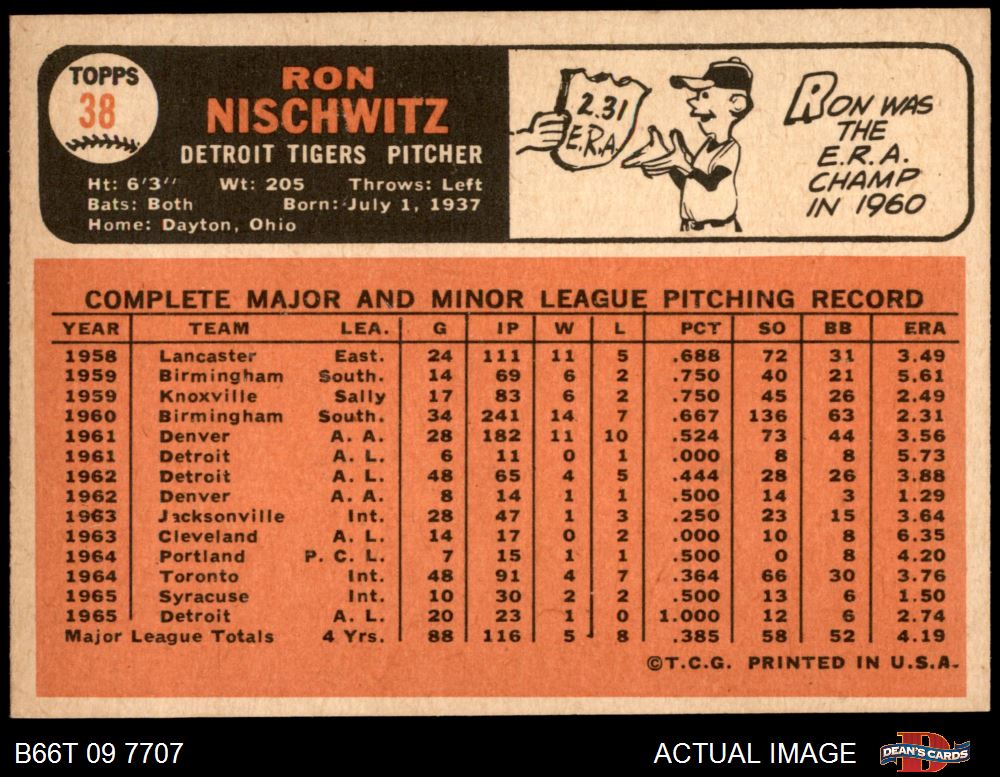 TOPPS
38
RON
NISCHWITZ
DETROIT TIGERS PITCHER
Ht: 6'3" Wt: 205 Throws: Left
Bats: Both Born: July 1, 1937
Home: Dayton, Ohio
2.31
E.R.A.
RON WAS
THE
E.R.A.
CHAMP
IN 1960
COMPLETE MAJOR AND MINOR LEAGUE PITCHING RECORD
YEAR TEAM LEA. G IP W L PCT SO BB ERA
1958 Lancaster East. 24 111 11 5 .688 72 31 3.49
1959 Birmingham South. 14 69 6 2 .750 40 21 5.61
1959 Knoxville Sally 17 83 6 2 .750 45 26 2.49
1960 Birmingham South. 34 241 14 7 .667 136 63 2.31
1961 Denver A. A. 28 182 11 10 .524 73 44 3.56
1961 Detroit A. L. 6 11 0 1 .000 8 8 5.73
1962 Detroit A. L. 48 65 4 5 .444 28 26 3.88
1962 Denver A. A. 8 14 1 1 .500 14 3 1.29
1963 Jacksonville Int. 28 47 1 3 .250 23 15 3.64
1963 Cleveland A. L. 14 17 0 2 .000 10 8 6.35
1964 Portland P. C. L. 7 15 1 1 .500 0 8 4.20
1964 Toronto Int. 48 91 4 7 .364 66 30 3.76
1965 Syracuse Int. 10 30 2 2 .500 13 6 1.50
1965 Detroit A. L. 20 23 1 0 1.000 12 6 2.74
Major League Totals 4 Yrs. 88 116 5 8 .385 58 52 4.19
©T.C.G. PRINTED IN U.S.A.
B66T 09 7707
ACTUAL IMAGE
D
DEAN'S CARDS